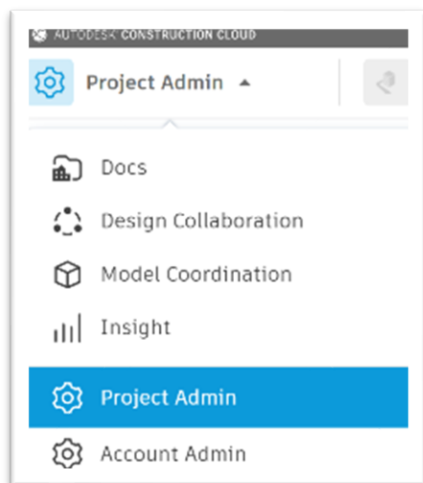 AUTODESK CONSTRUCTION CLOUD
Project Admin
Docs
Design Collaboration
Model Coordination
Insight
Project Admin
Account Admin